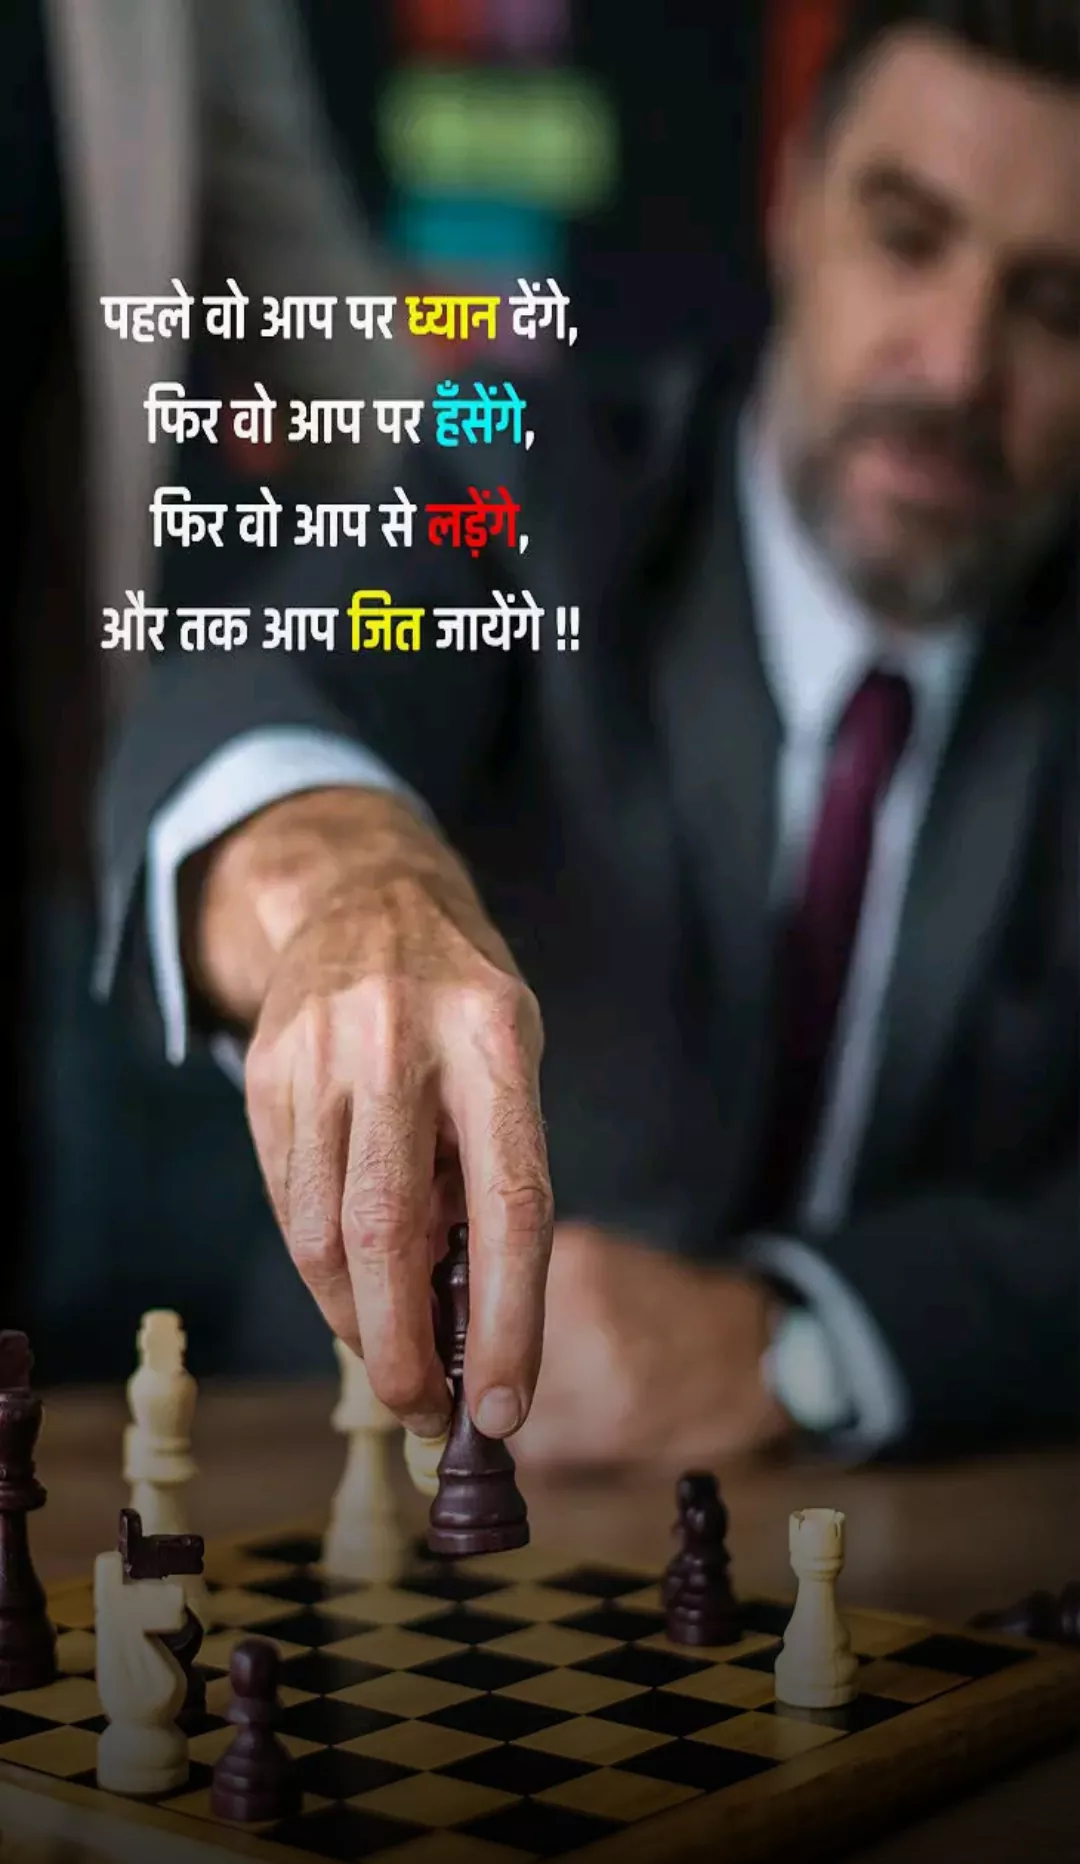 पहले वो आप पर ध्यान देंगे,
फिर वो आप पर हँसेंगे,
फिर वो आप से लड़ेंगे,
और तक आप जित जायेंगे !!